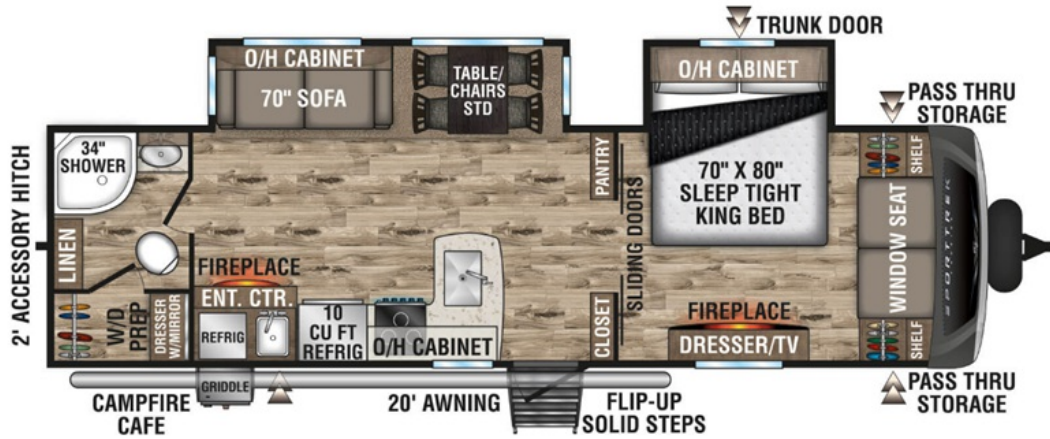 TRUNK DOOR
O/H CABINET
70" SOFA
TABLE/
CHAIRS
STD
O/H CABINET
PASS THRU
STORAGE
34"
SHOWER
PANTRY
SLIDING DOORS
70" X 80"
SLEEP TIGHT
KING BED
SHELF
WINDOW SEAT
SPORTTREK
2' ACCESSORY HITCH
LINEN
FIREPLACE
ENT. CTR.
W/D
PREP
DRESSER
W/MIRROR
REFRIG
10
CU FT
REFRIG
O/H CABINET
CLOSET
FIREPLACE
DRESSER/TV
SHELF
GRIDDLE
CAMPFIRE
CAFE
20' AWNING
FLIP-UP
SOLID STEPS
PASS THRU
STORAGE